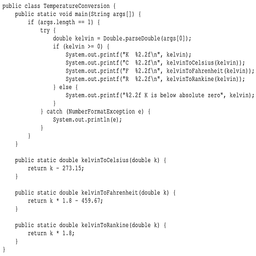 public class TemperatureConversion {
    public static void main(String args[]) {
        if (args.length == 1) {
            try {
                double kelvin = Double.parseDouble(args[0]);
                if (kelvin >= 0) {
                    System.out.printf("K  %2.2f\n", kelvin);
                    System.out.printf("C  %2.2f\n", kelvinToCelsius(kelvin));
                    System.out.printf("F  %2.2f\n", kelvinToFahrenheit(kelvin));
                    System.out.printf("R  %2.2f\n", kelvinToRankine(kelvin));
                } else {
                    System.out.printf("%2.2f K is below absolute zero", kelvin);
                }
            } catch (NumberFormatException e) {
                System.out.println(e);
            }
        }
    }

    public static double kelvinToCelsius(double k) {
        return k - 273.15;
    }

    public static double kelvinToFahrenheit(double k) {
        return k * 1.8 - 459.67;
    }

    public static double kelvinToRankine(double k) {
        return k * 1.8;
    }
}